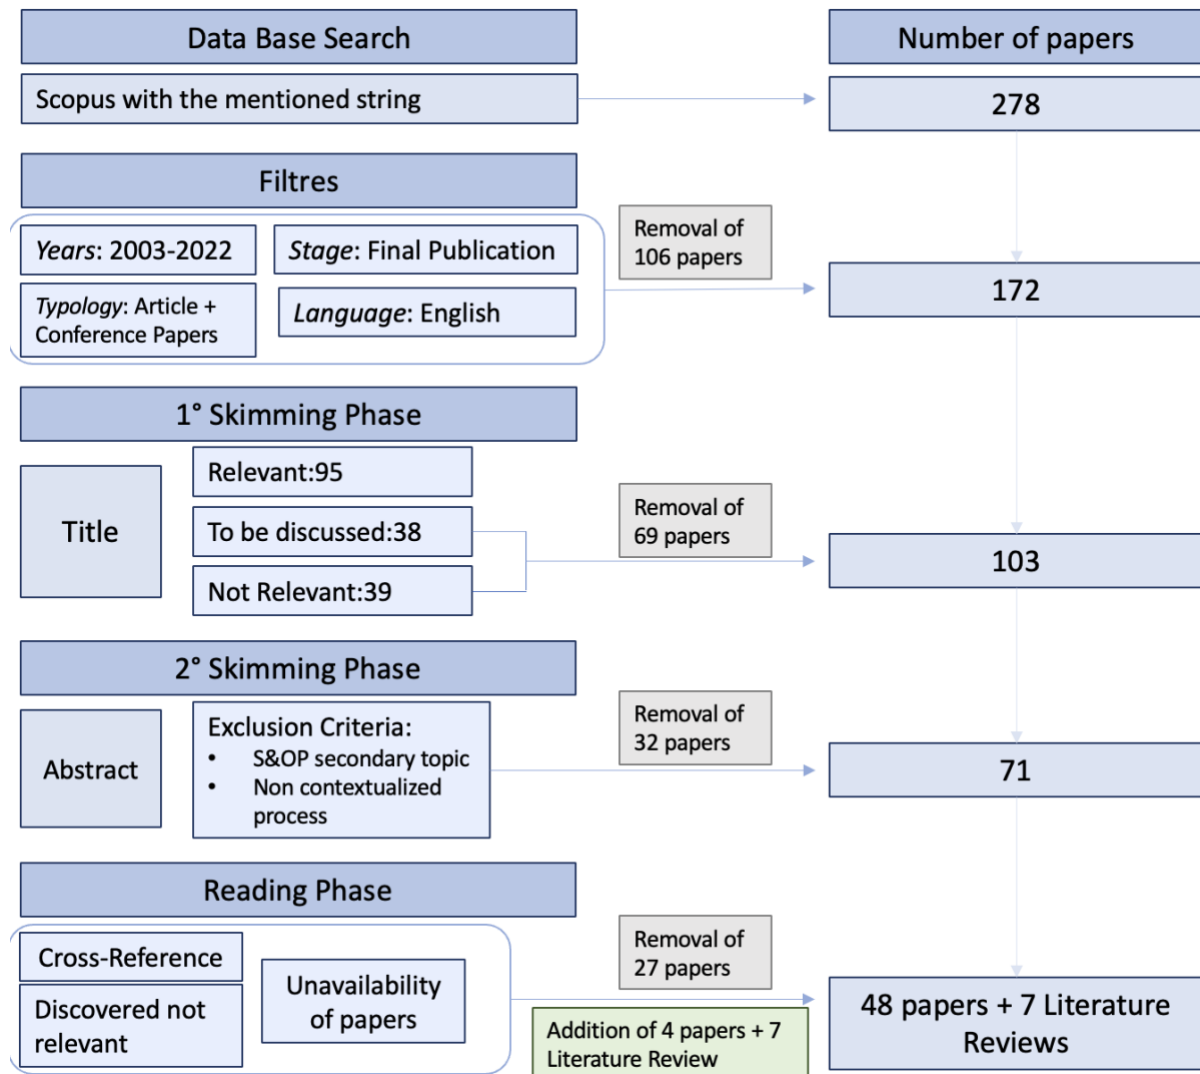 Data Base Search
Number of papers
Scopus with the mentioned string
278
Filtres
Years: 2003-2022
Stage: Final Publication
Typology: Article +
Conference Papers
Language: English
Removal of
106 papers
172
1° Skimming Phase
Title
Relevant:95
To be discussed:38
Not Relevant:39
Removal of
69 papers
103
2° Skimming Phase
Abstract
Exclusion Criteria:
• S&OP secondary topic
• Non contextualized
process
Removal of
32 papers
71
Reading Phase
Cross-Reference
Discovered not
relevant
Unavailability
of papers
Removal of
27 papers
Addition of 4 papers + 7
Literature Review
48 papers + 7 Literature
Reviews